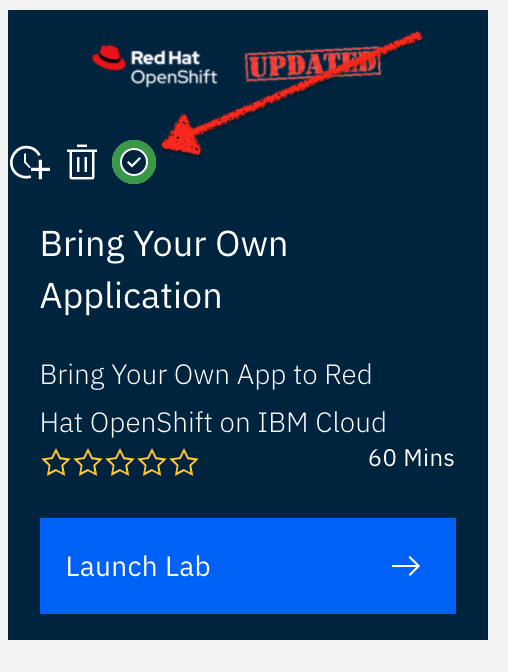 Red Hat
OpenShift
UPDATED
Bring Your Own
Application
Bring Your Own App to Red
Hat OpenShift on IBM Cloud
60 Mins
Launch Lab